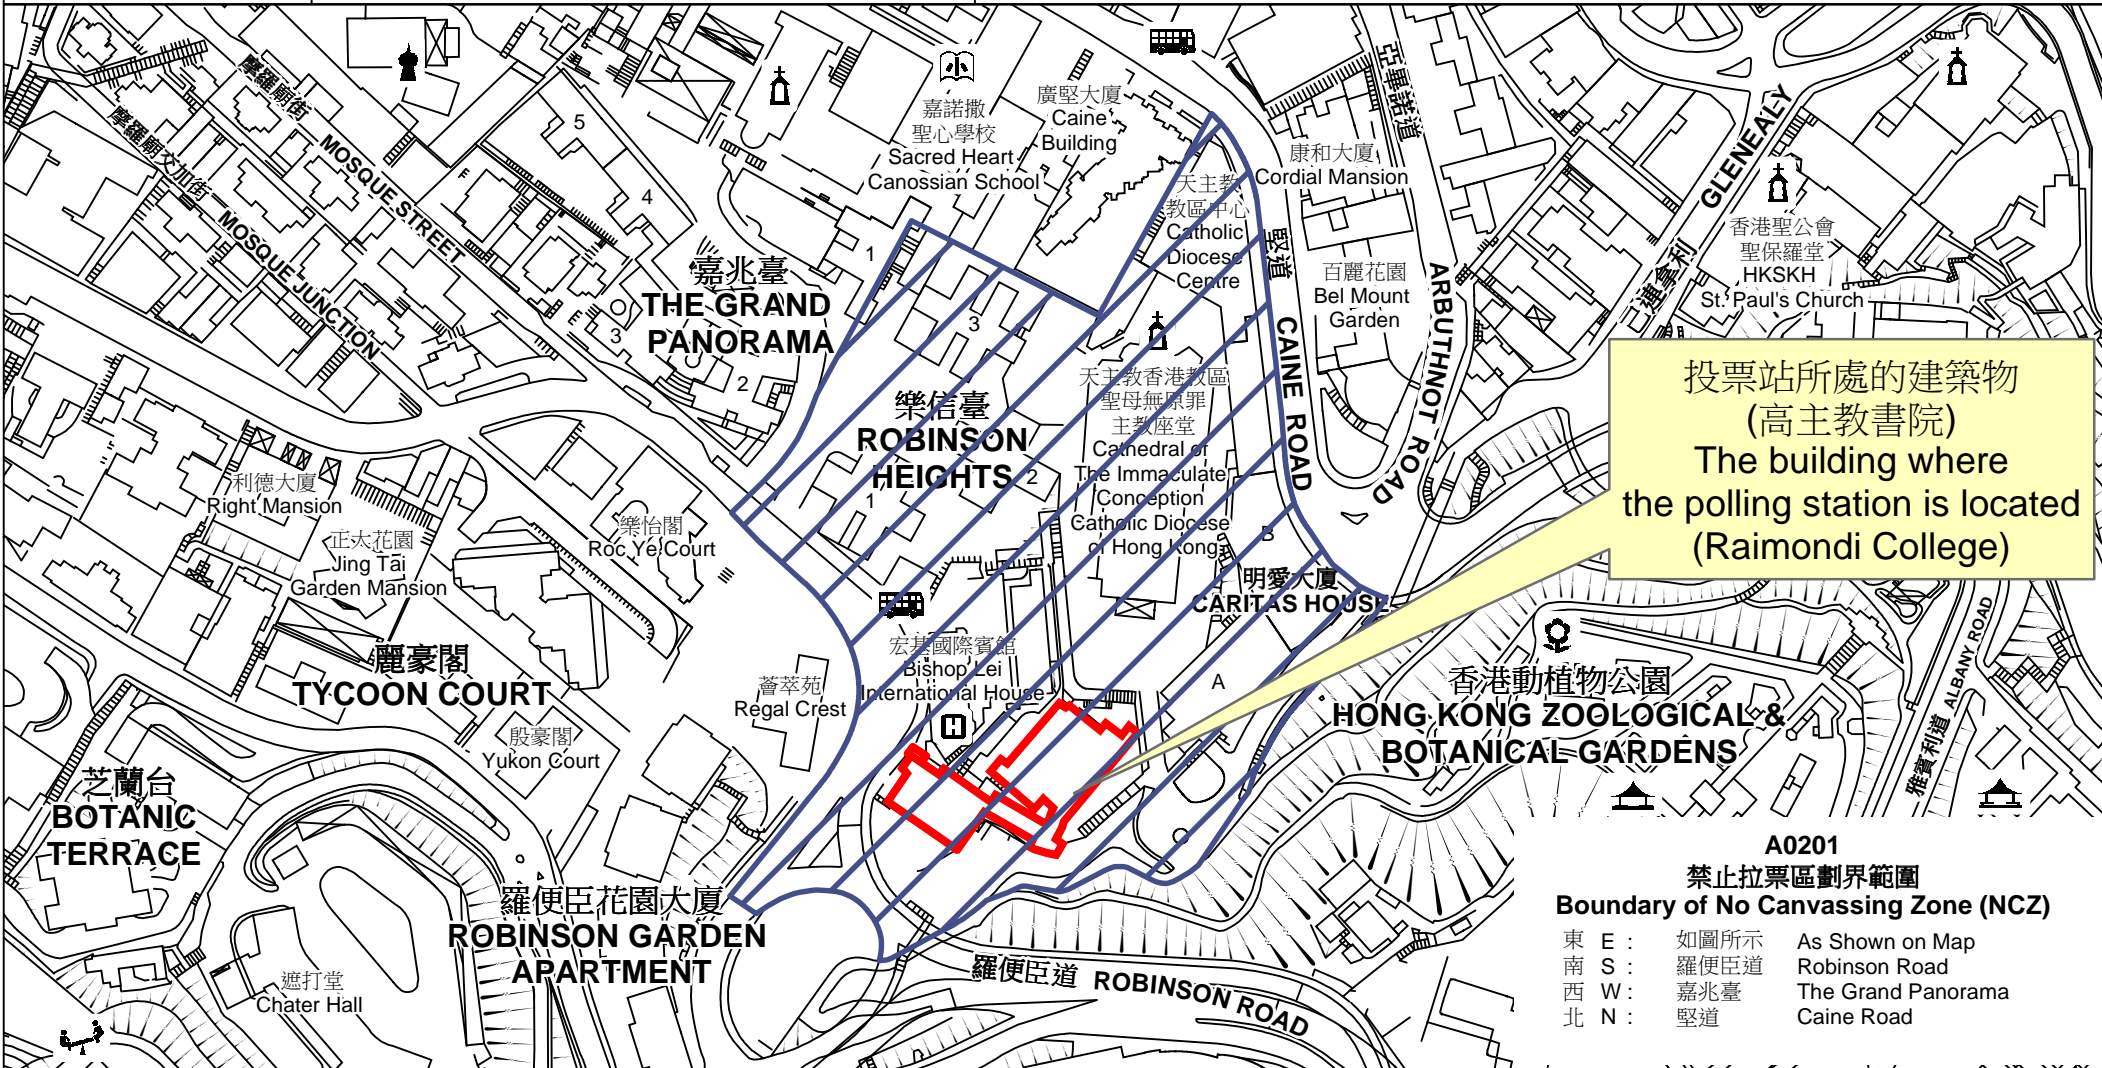 摩羅廟街 MOSQUE STREET
摩羅廟交加街 MOSQUE JUNCTION
5
4
3
2
1
嘉兆臺
THE GRAND
PANORAMA
嘉諾撒
聖心學校
Sacred Heart
Canossian School
廣堅大廈
Caine
Building
天主教
教區中心
Catholic
Diocese
Centre
康和大廈
Cordial Mansion
亞畢諾道
ARBUTHNOT ROAD
堅道
CAINE ROAD
百麗花園
Bel Mount
Garden
己連拿利 GLENEALY
香港聖公會
聖保羅堂
HKSKH
St. Paul's Church
投票站所處的建築物
(高主教書院)
The building where
the polling station is located
(Raimondi College)
樂信臺
ROBINSON
HEIGHTS
3
2
1
天主教香港教區
聖母無原罪
主教座堂
Cathedral of
The Immaculate
Conception
Catholic Diocese
of Hong Kong
B
明愛大廈
CARITAS HOUSE
A
利德大廈
Right Mansion
正大花園
Jing Tai
Garden Mansion
樂怡閣
Roc Ye Court
麗豪閣
TYCOON COURT
殷豪閣
Yukon Court
薈萃苑
Regal Crest
宏基國際賓館
Bishop Lei
International House
H
香港動植物公園
HONG KONG ZOOLOGICAL &
BOTANICAL GARDENS
雅賓利道 ALBANY ROAD
芝蘭台
BOTANIC
TERRACE
羅便臣花園大廈
ROBINSON GARDEN
APARTMENT
遮打堂
Chater Hall
羅便臣道 ROBINSON ROAD
A0201
禁止拉票區劃界範圍
Boundary of No Canvassing Zone (NCZ)
東 E : 如圖所示 As Shown on Map
南 S : 羅便臣道 Robinson Road
西 W : 嘉兆臺 The Grand Panorama
北 N : 堅道 Caine Road